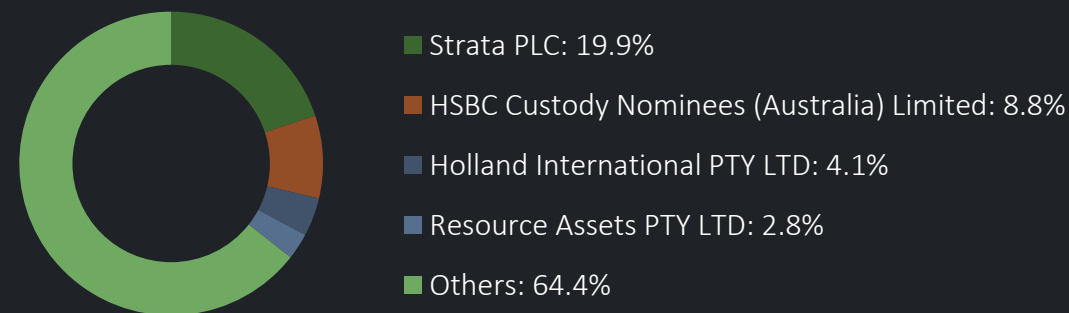 Strata PLC: 19.9%
HSBC Custody Nominees (Australia) Limited: 8.8%
Holland International PTY LTD: 4.1%
Resource Assets PTY LTD: 2.8%
Others: 64.4%